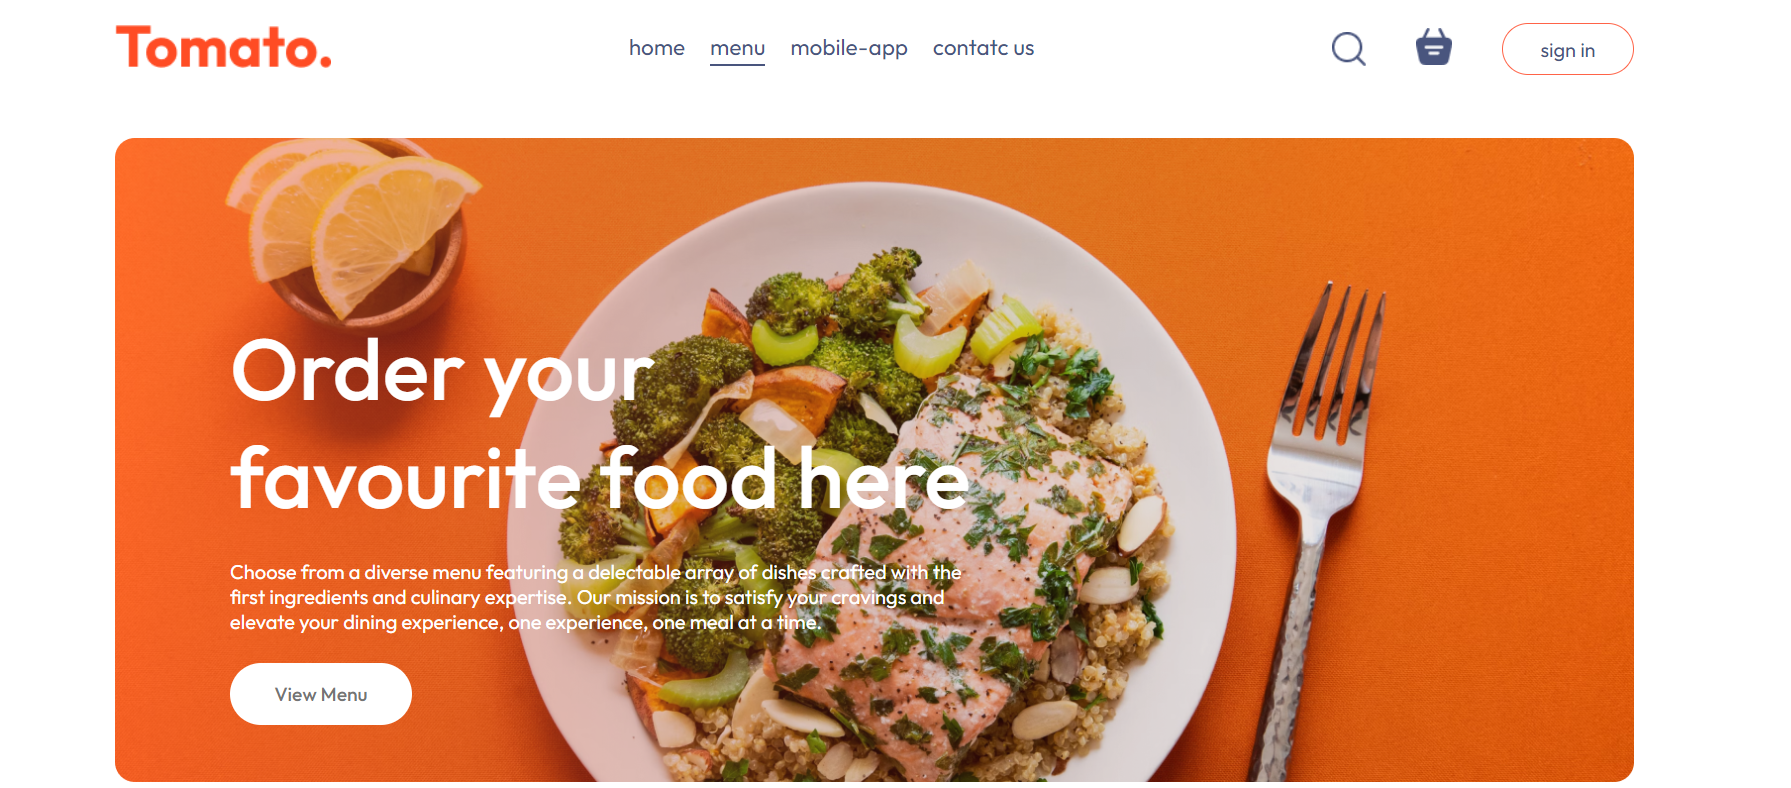 Tomato.
home menu mobile-app contatc us
sign in
Order your
favourite food here
Choose from a diverse menu featuring a delectable array of dishes crafted with the
first ingredients and culinary expertise. Our mission is to satisfy your cravings and
elevate your dining experience, one experience, one meal at a time.
View Menu